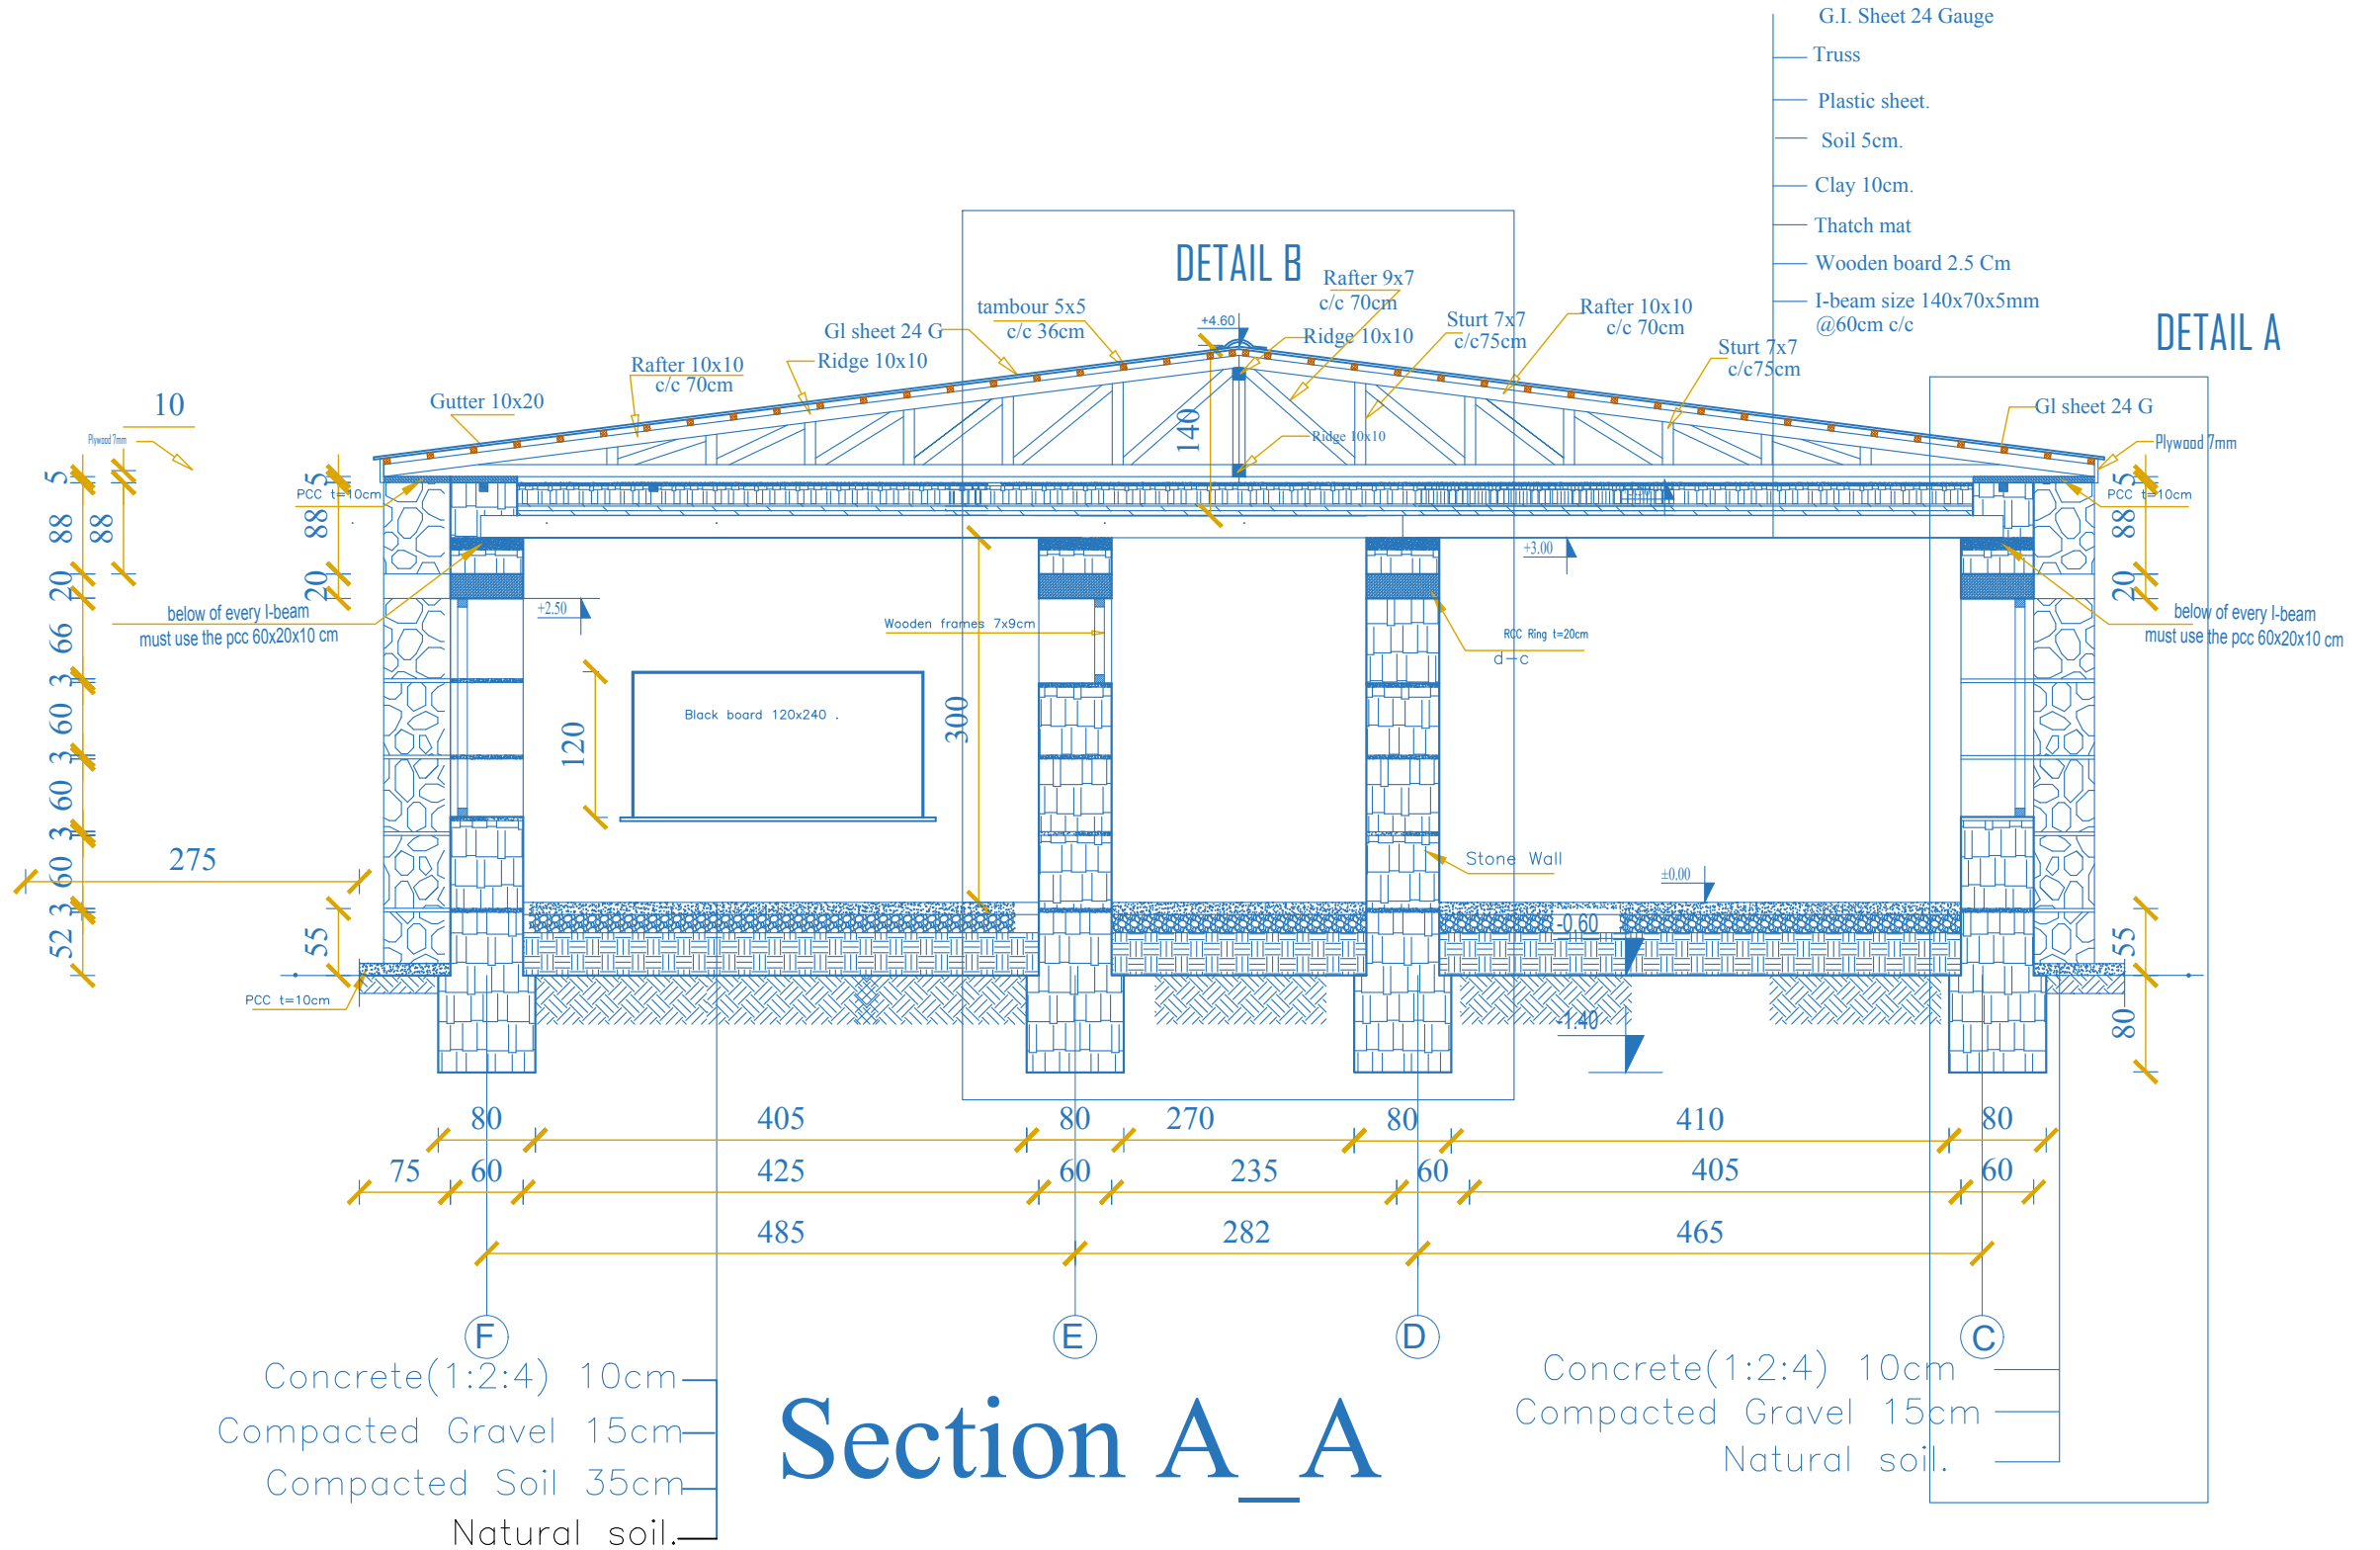 G.I. Sheet 24 Gauge
Truss
Plastic sheet.
Soil 5cm.
Clay 10cm.
Thatch mat
Wooden board 2.5 Cm
I-beam size 140x70x5mm
@60cm c/c
DETAIL A
DETAIL B
Rafter 9x7
c/c 70cm
tambour 5x5
c/c 36cm
+4.60
Rafter 10x10
c/c 70cm
Sturt 7x7
c/c75cm
Gl sheet 24 G
Ridge 10x10
Ridge 10x10
Sturt 7x7
c/c75cm
Rafter 10x10
c/c 70cm
Gutter 10x20
10
Plywood 7mm
Gl sheet 24 G
Plywood 7mm
140
Ridge 10x10
5
88
88
20
66
3
60
3
60
3
60
3
52
5
PCC t=10cm
88
20
5
PCC t=10cm
88
20
+3.00
+2.50
below of every I-beam
must use the pcc 60x20x10 cm
below of every I-beam
must use the pcc 60x20x10 cm
Wooden frames 7x9cm
RCC Ring t=20cm
d-c
Black board 120x240 .
120
300
Stone Wall
275
±0.00
-0.60
55
55
PCC t=10cm
-1.40
80
80 405 80 270 80 410 80
75 60 425 60 235 60 405 60
485 282 465
F E D C
Concrete(1:2:4) 10cm
Compacted Gravel 15cm
Compacted Soil 35cm
Natural soil.
Section A_A
Concrete(1:2:4) 10cm
Compacted Gravel 15cm
Natural soil.